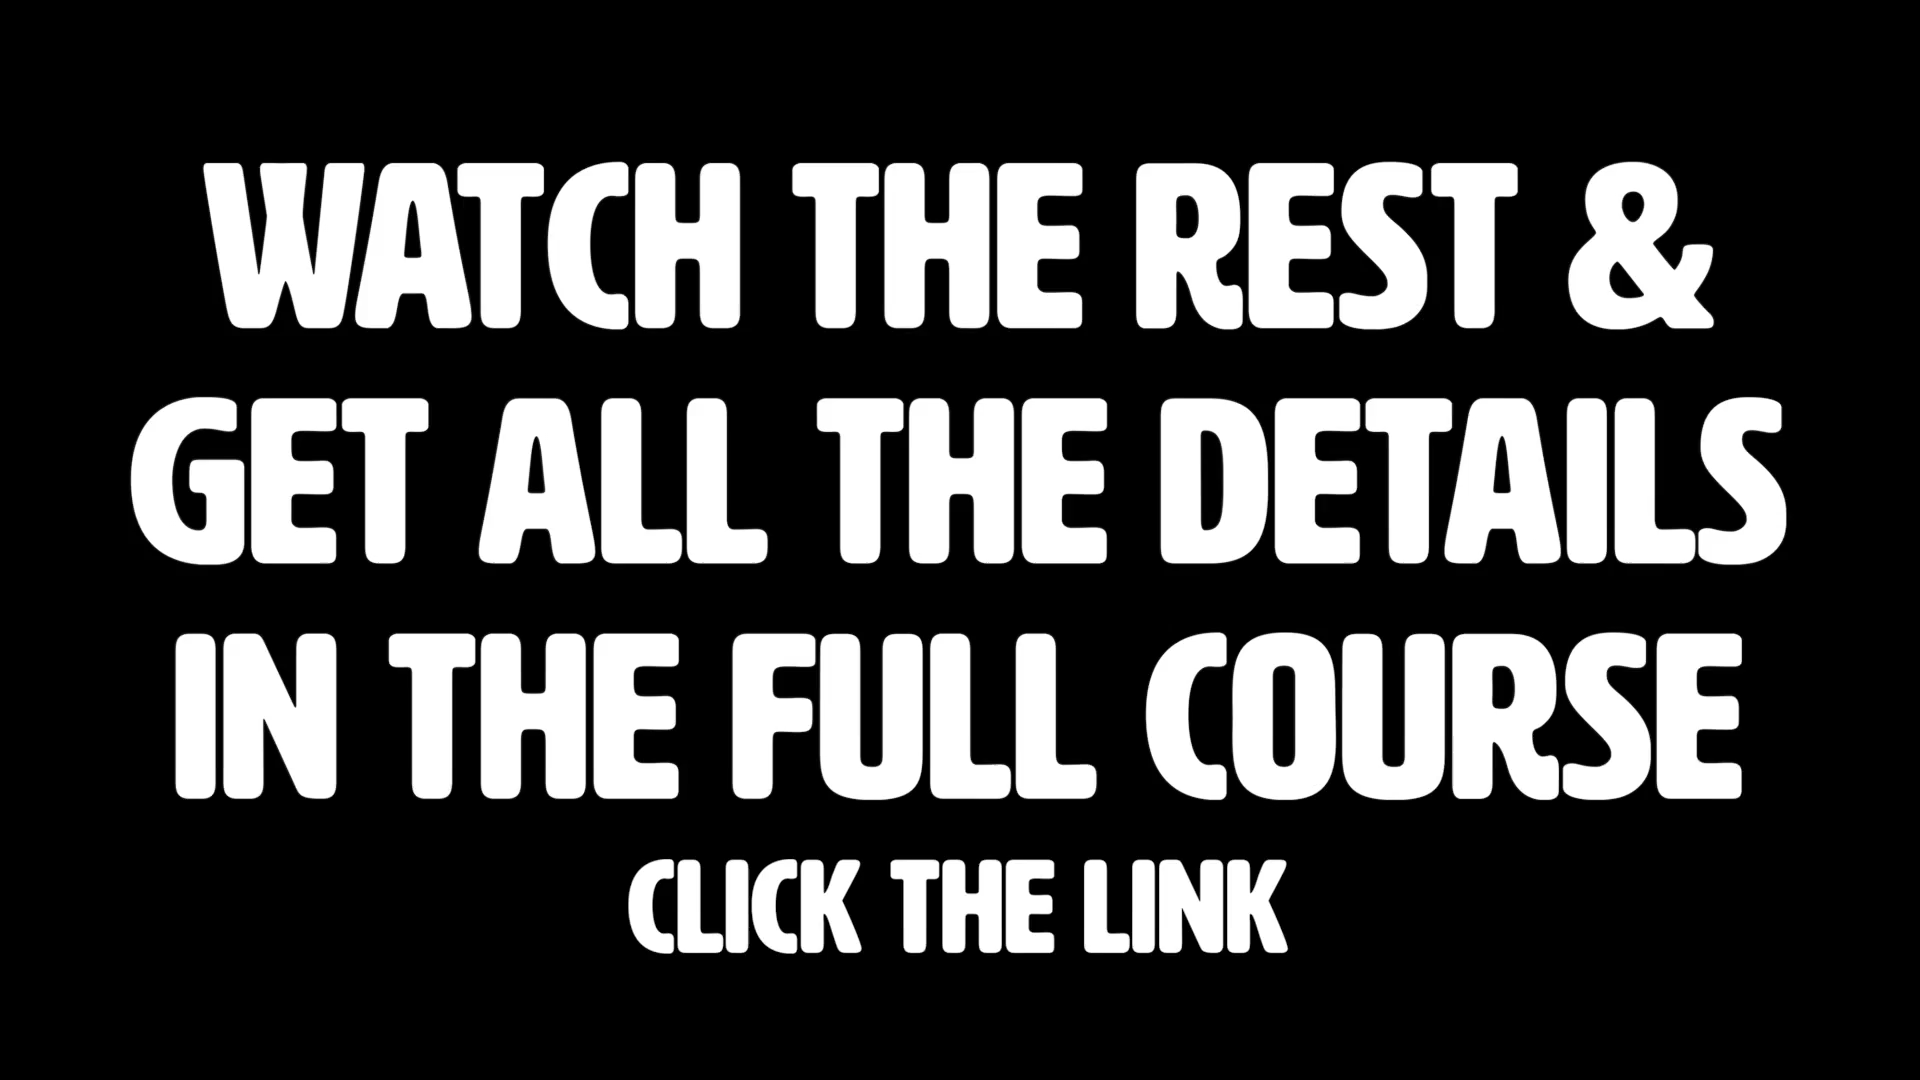 WATCH THE REST &
GET ALL THE DETAILS
IN THE FULL COURSE
CLICK THE LINK